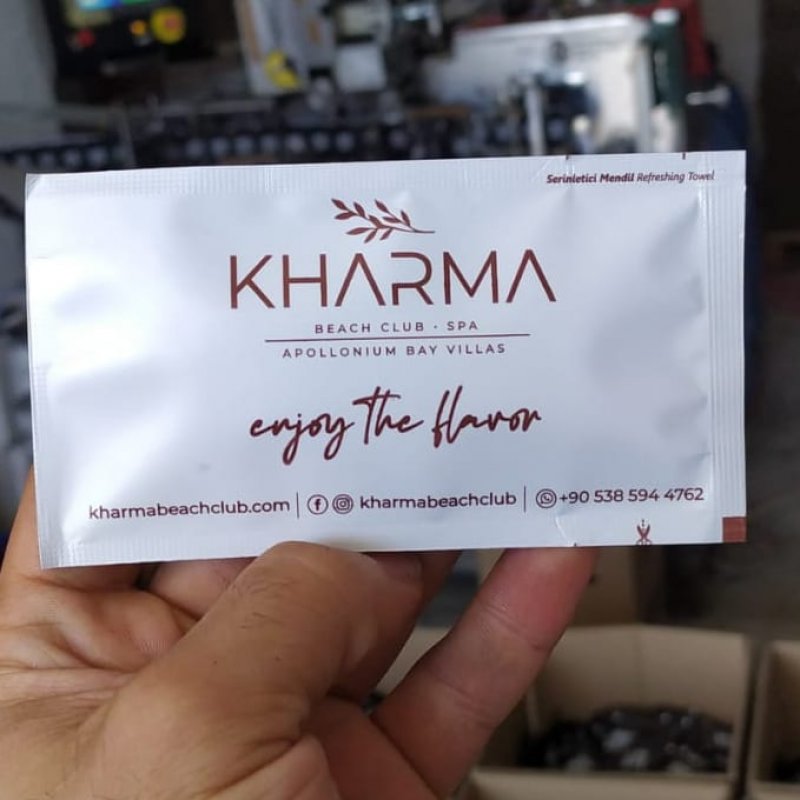 Serinletici Mendil Refreshing Towel
KHARMA
BEACH CLUB · SPA
APOLLONIUM BAY VILLAS
enjoy the flavor
kharmabeachclub.com | kharmabeachclub | +90 538 594 4762